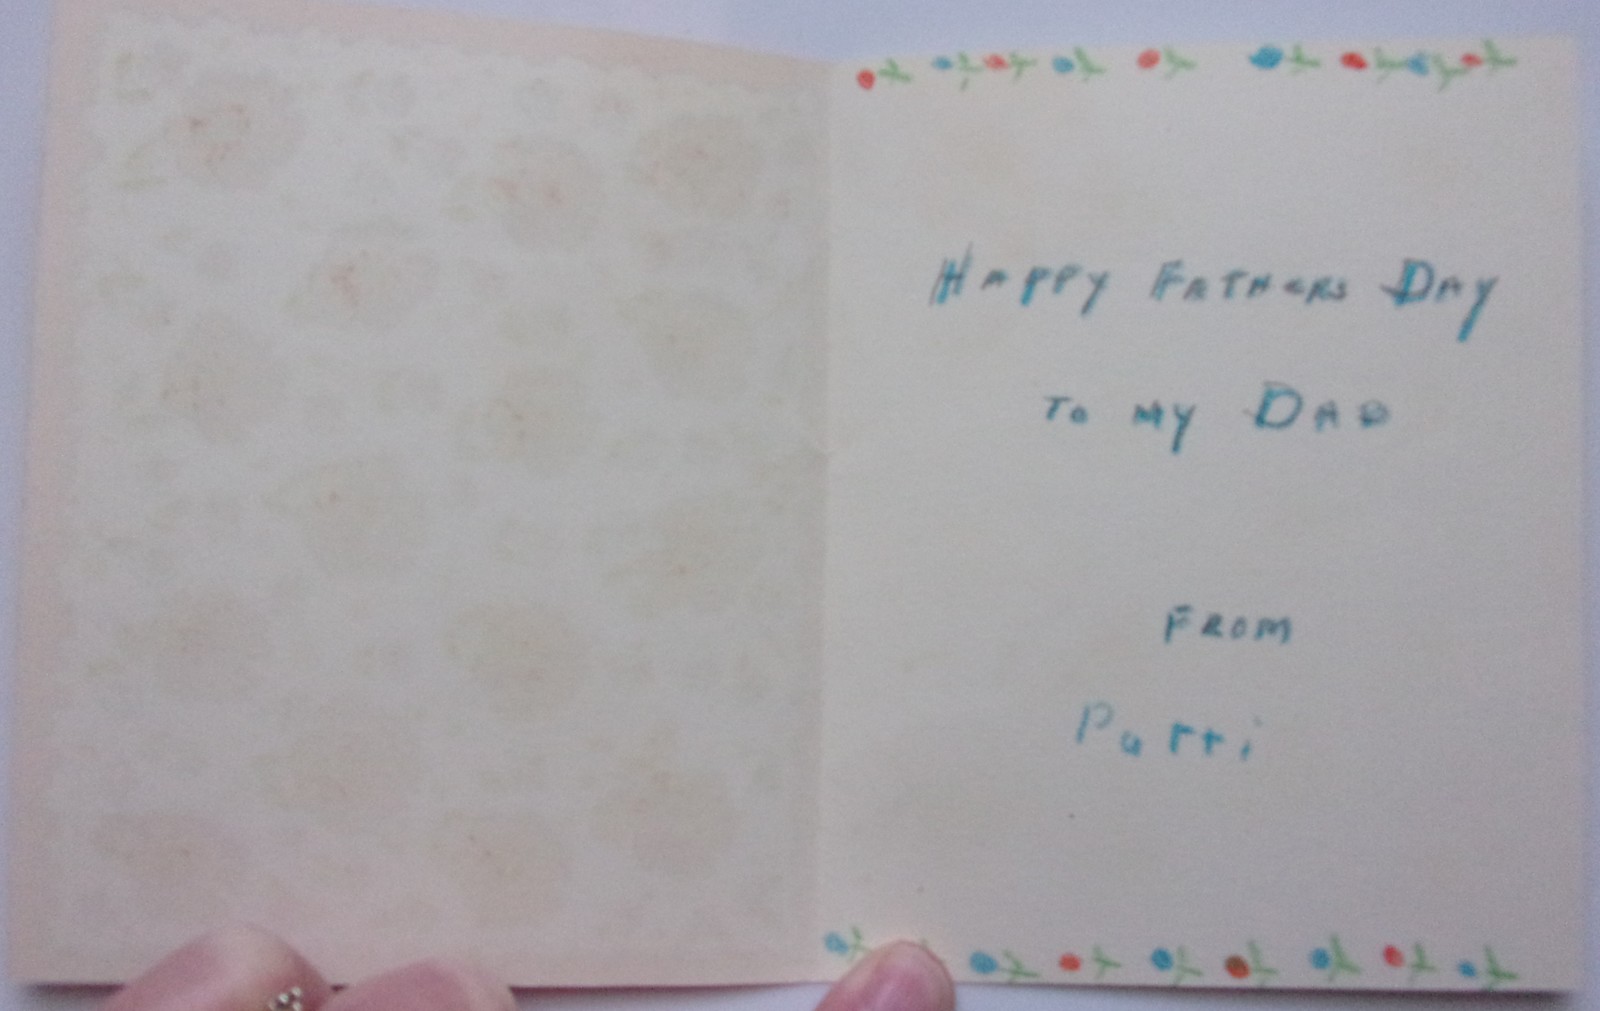 Happy Fathers Day
To my Dad
From
Patti